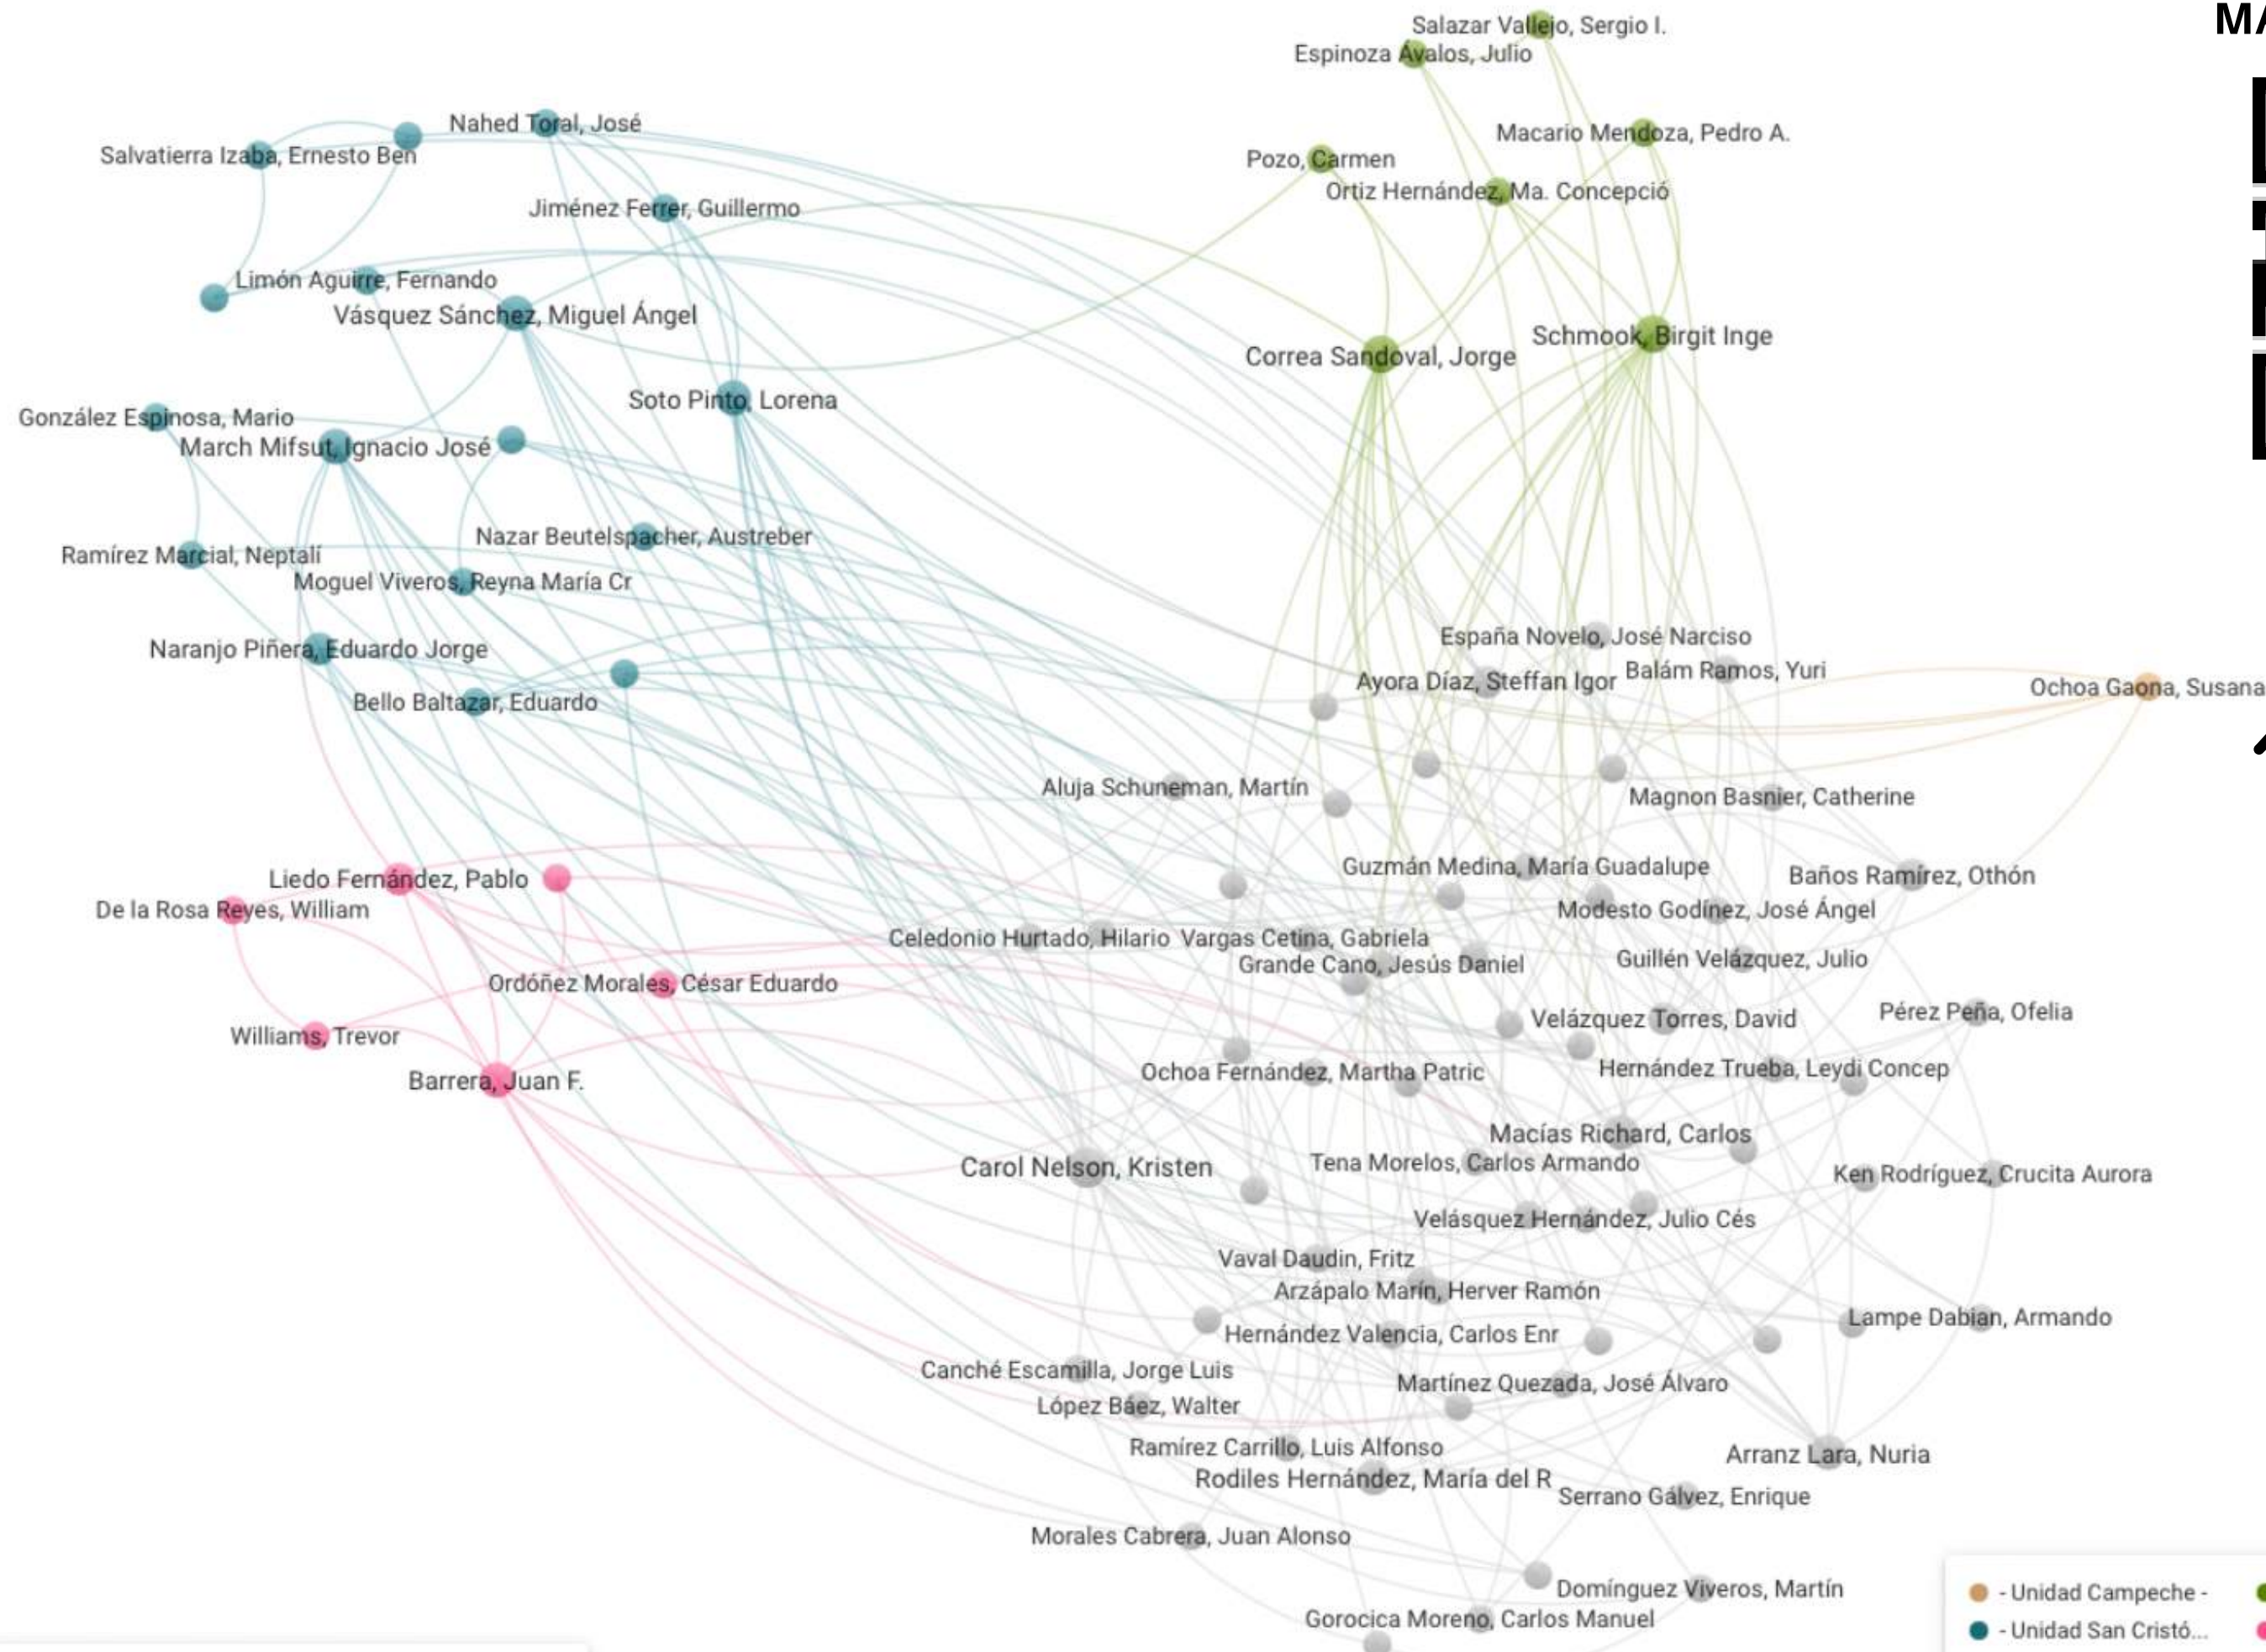 MA
Salazar Vallejo, Sergio I.
Espinoza Ávalos, Julio
Nahed Toral, José
Macario Mendoza, Pedro A.
Salvatierra Izaba, Ernesto Ben
Pozo, Carmen
Ortiz Hernández, Ma. Concepció
Jiménez Ferrer, Guillermo
Limón Aguirre, Fernando
Vásquez Sánchez, Miguel Ángel
Schmook, Birgit Inge
Correa Sandoval, Jorge
Soto Pinto, Lorena
González Espinosa, Mario
March Mifsut, Ignacio José
Nazar Beutelspacher, Austreber
Ramírez Marcial, Neptalí
Moguel Viveros, Reyna María Cr
España Novelo, José Narciso
Naranjo Piñera, Eduardo Jorge
Balám Ramos, Yuri
Ayora Díaz, Steffan Igor
Ochoa Gaona, Susana
Bello Baltazar, Eduardo
Aluja Schuneman, Martín
Magnon Basnier, Catherine
Guzmán Medina, María Guadalupe
Baños Ramírez, Othón
Liedo Fernández, Pablo
De la Rosa Reyes, William
Modesto Godínez, José Ángel
Celedonio Hurtado, Hilario
Vargas Cetina, Gabriela
Guillén Velázquez, Julio
Grande Cano, Jesús Daniel
Ordóñez Morales, César Eduardo
Pérez Peña, Ofelia
Velázquez Torres, David
Williams, Trevor
Hernández Trueba, Leydi Concep
Ochoa Fernández, Martha Patric
Barrera, Juan F.
Macías Richard, Carlos
Tena Morelos, Carlos Armando
Carol Nelson, Kristen
Ken Rodríguez, Crucita Aurora
Velásquez Hernández, Julio Cés
Vaval Daudin, Fritz
Arzápalo Marín, Herver Ramón
Lampe Dabian, Armando
Hernández Valencia, Carlos Enr
Canché Escamilla, Jorge Luis
Martínez Quezada, José Álvaro
López Báez, Walter
Ramírez Carrillo, Luis Alfonso
Arranz Lara, Nuria
Rodiles Hernández, María del R
Serrano Gálvez, Enrique
Morales Cabrera, Juan Alonso
Domínguez Viveros, Martín
Gorocica Moreno, Carlos Manuel
- Unidad Campeche -
- Unidad San Cristó...